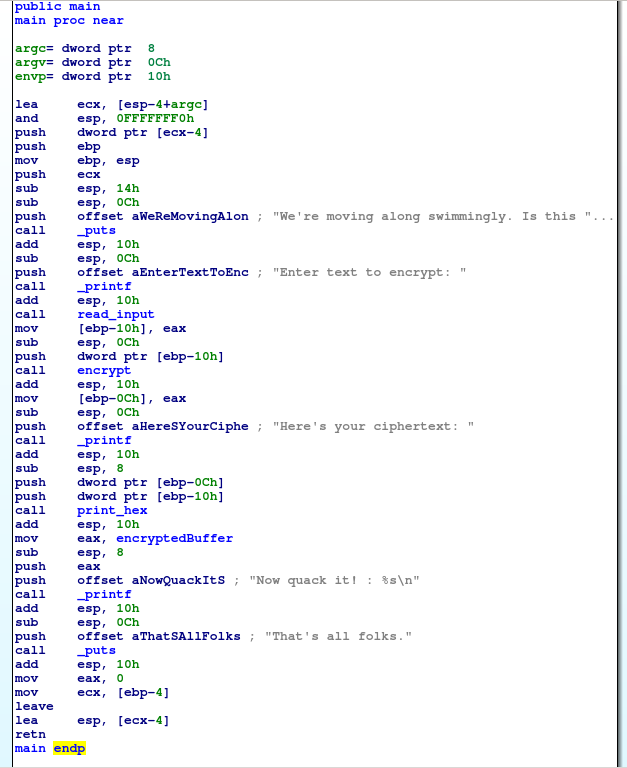 public main
main proc near
argc= dword ptr  8
argv= dword ptr  0Ch
envp= dword ptr  10h
lea     ecx, [esp-4+argc]
and     esp, 0FFFFFFF0h
push    dword ptr [ecx-4]
push    ebp
mov     ebp, esp
push    ecx
sub     esp, 14h
sub     esp, 0Ch
push    offset aWeReMovingAlon ; "We're moving along swimmingly. Is this "...
call    _puts
add     esp, 10h
sub     esp, 0Ch
push    offset aEnterTextToEnc ; "Enter text to encrypt: "
call    _printf
add     esp, 10h
call    read_input
mov     [ebp-10h], eax
sub     esp, 0Ch
push    dword ptr [ebp-10h]
call    encrypt
add     esp, 10h
mov     [ebp-0Ch], eax
sub     esp, 0Ch
push    offset aHereSYourCiphe ; "Here's your ciphertext: "
call    _printf
add     esp, 10h
sub     esp, 8
push    dword ptr [ebp-0Ch]
push    dword ptr [ebp-10h]
call    print_hex
add     esp, 10h
mov     eax, encryptedBuffer
sub     esp, 8
push    eax
push    offset aNowQuackItS ; "Now quack it! : %s\n"
call    _printf
add     esp, 10h
sub     esp, 0Ch
push    offset aThatSAllFolks ; "That's all folks."
call    _puts
add     esp, 10h
mov     eax, 0
mov     ecx, [ebp-4]
leave
lea     esp, [ecx-4]
retn
main endp